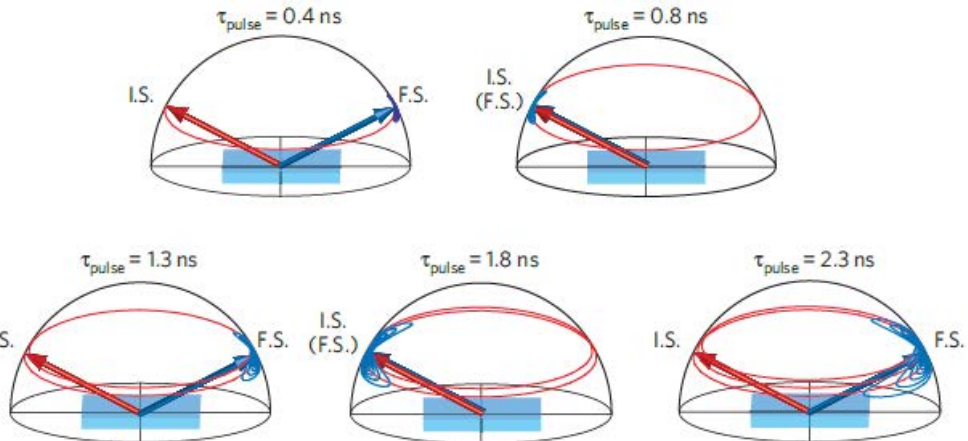 τpulse = 0.4 ns
τpulse = 0.8 ns
I.S.
F.S.
I.S.
(F.S.)
τpulse = 1.3 ns
τpulse = 1.8 ns
τpulse = 2.3 ns
S.
F.S.
I.S.
(F.S.)
I.S.
F.S.